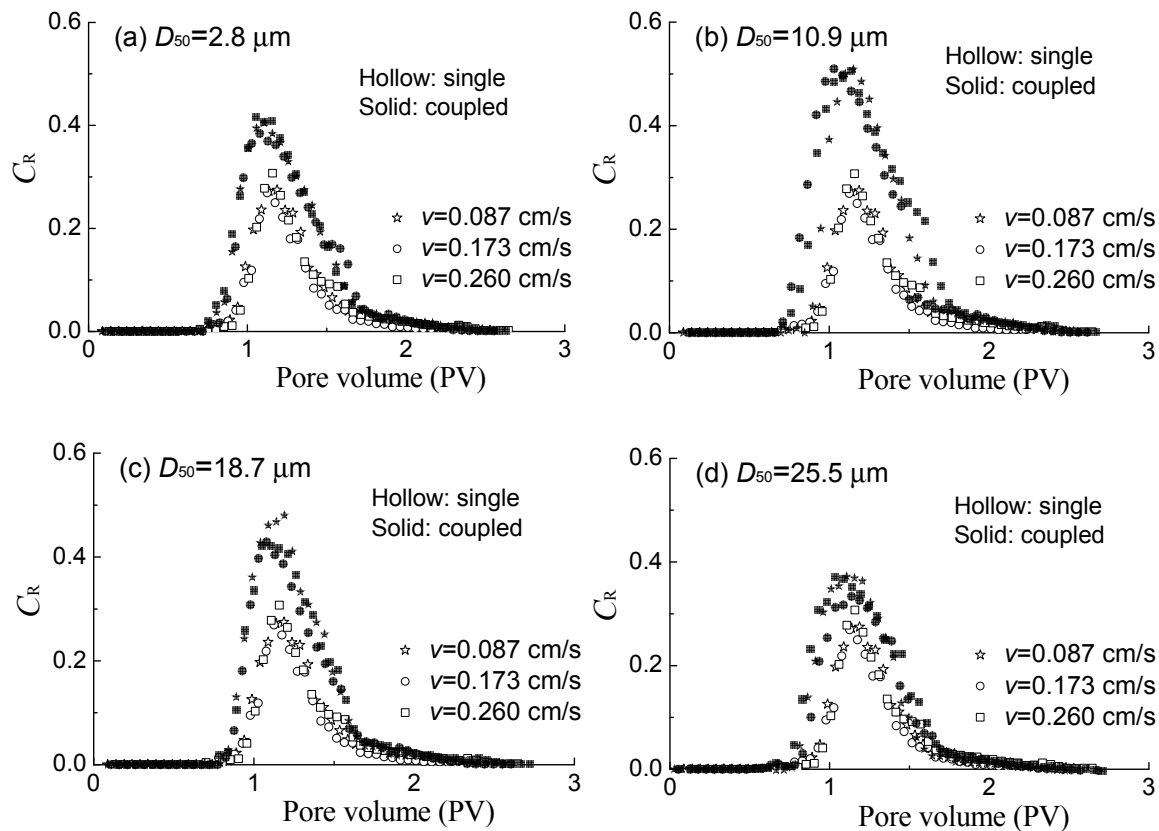 (a) D50=2.8 μm
Hollow: single
Solid: coupled
v=0.087 cm/s
v=0.173 cm/s
v=0.260 cm/s
CR
0.6
0.4
0.2
0.0
0 1 2 3
Pore volume (PV)
(b) D50=10.9 μm
Hollow: single
Solid: coupled
v=0.087 cm/s
v=0.173 cm/s
v=0.260 cm/s
CR
0.6
0.4
0.2
0.0
0 1 2 3
Pore volume (PV)
(c) D50=18.7 μm
Hollow: single
Solid: coupled
v=0.087 cm/s
v=0.173 cm/s
v=0.260 cm/s
CR
0.6
0.4
0.2
0.0
0 1 2 3
Pore volume (PV)
(d) D50=25.5 μm
Hollow: single
Solid: coupled
v=0.087 cm/s
v=0.173 cm/s
v=0.260 cm/s
CR
0.6
0.4
0.2
0.0
0 1 2 3
Pore volume (PV)